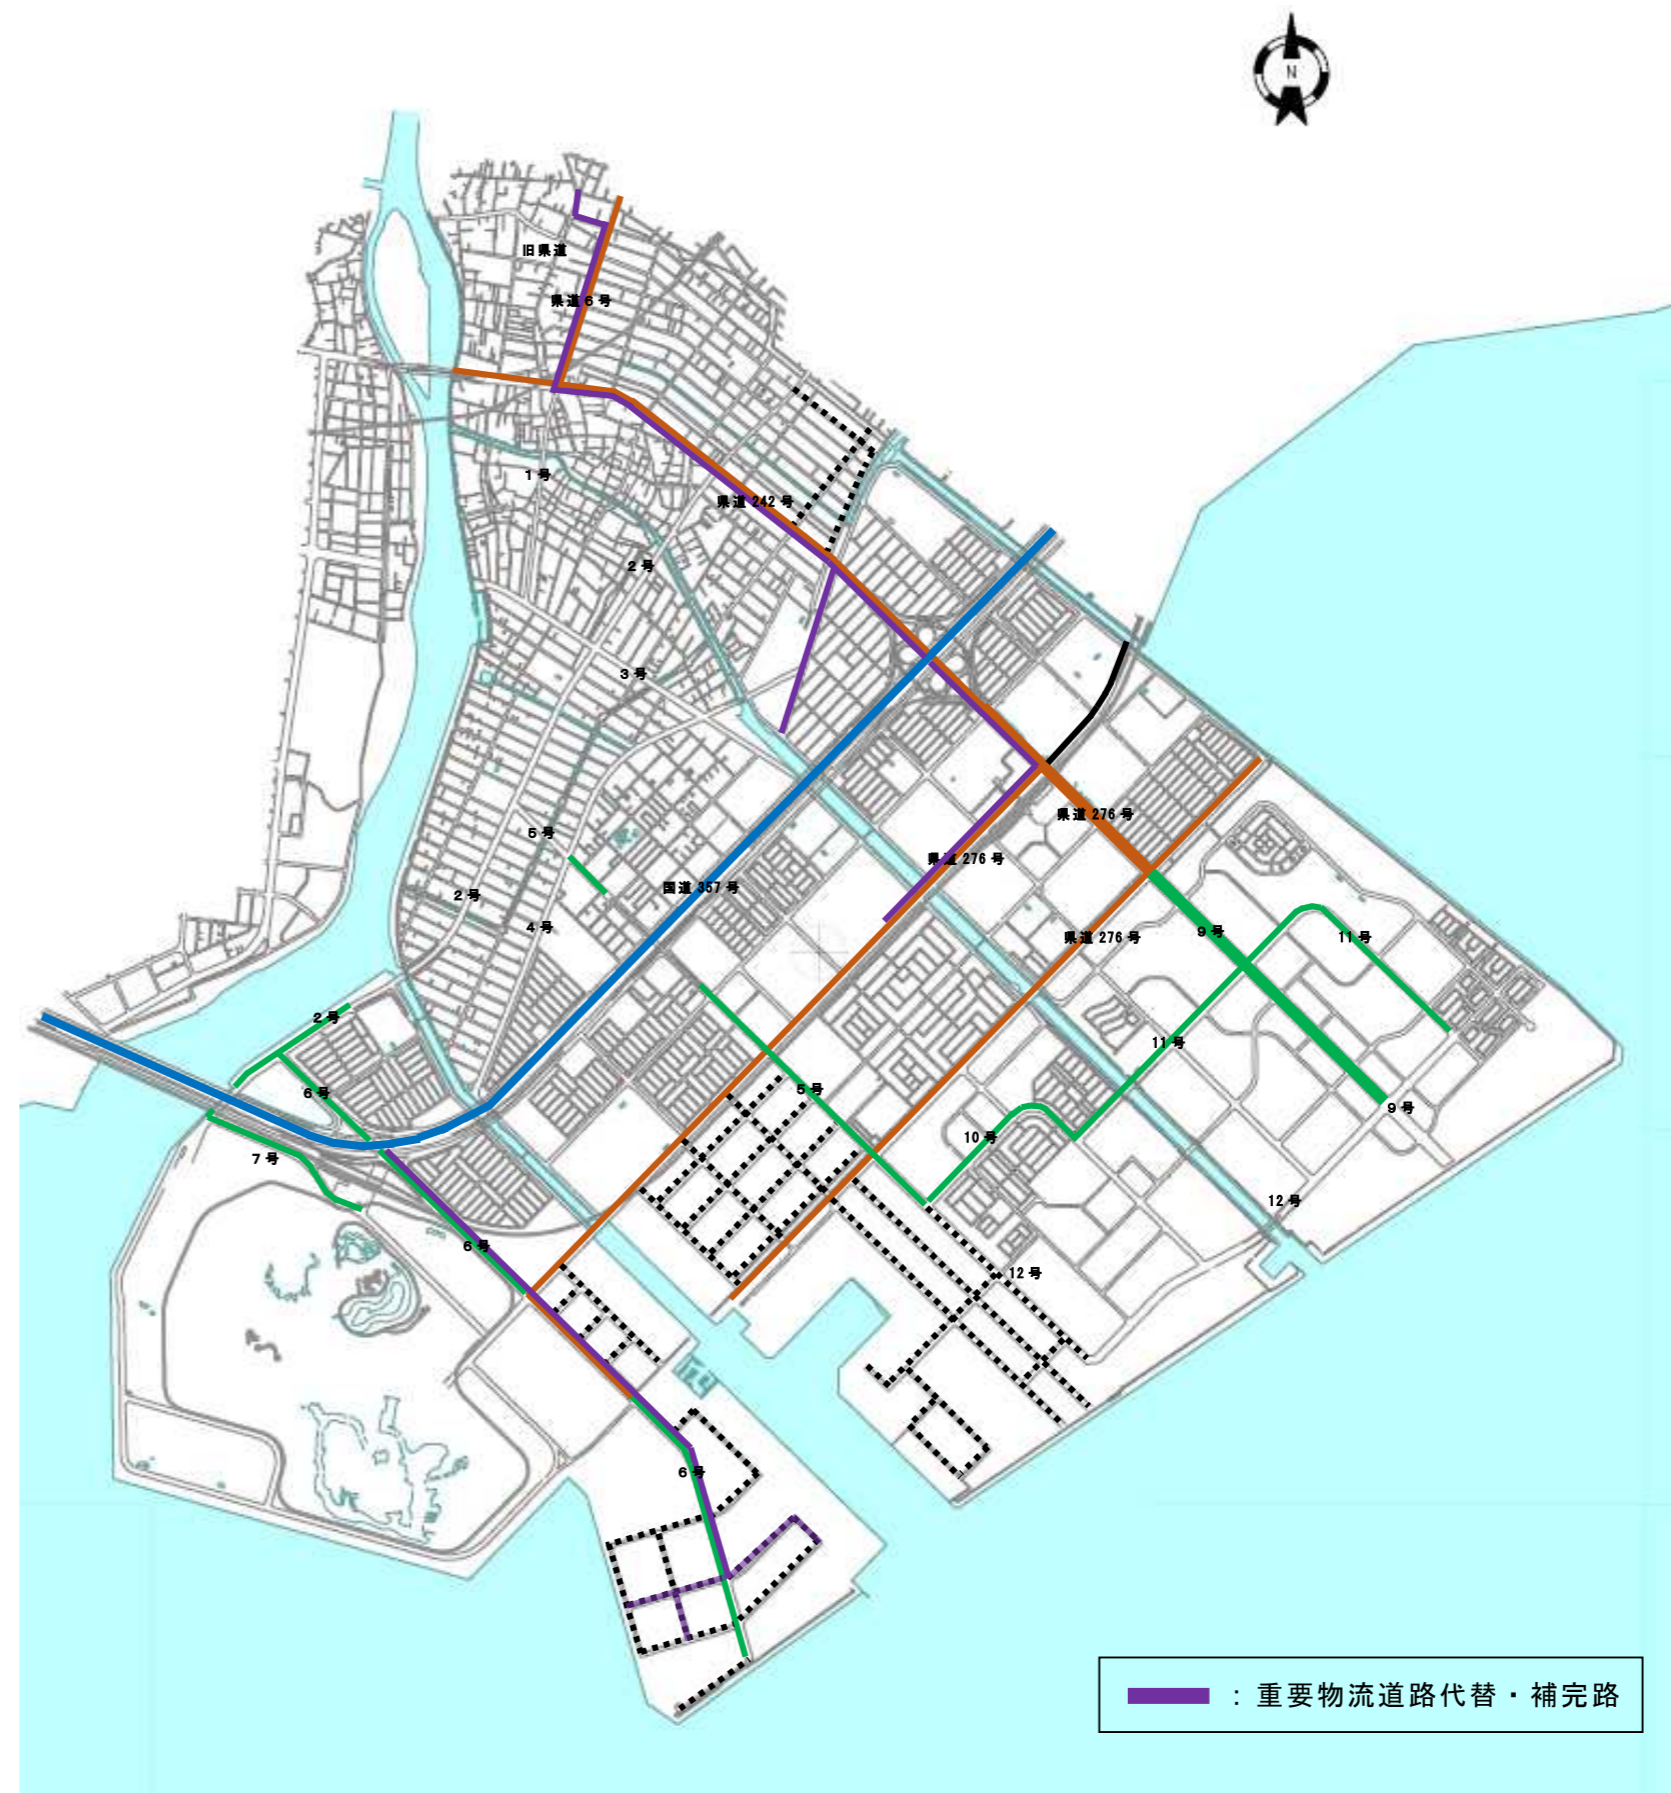 N
旧県道
県道6号
1号
県道242号
2号
3号
県道276号
5号
県道276号
国道357号
2号
4号
9号
県道276号
11号
2号
11号
6号
5号
9号
10号
7号
12号
6号
12号
6号
：重要物流道路代替・補完路